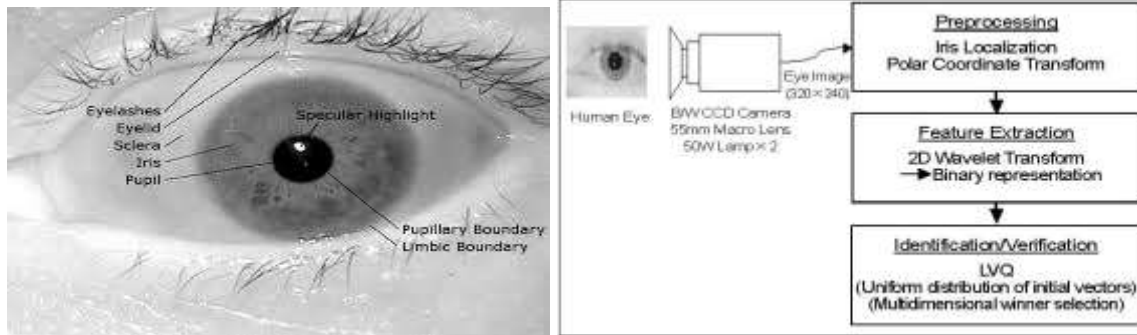 Eyelashes
Eyelid
Sclera
Iris
Pupil
Specular Highlight
Pupillary Boundary
Limbic Boundary
Human Eye
B/W CCD Camera
55mm Macro Lens
50W Lamp × 2
Eye Image
(320×240)
Preprocessing
Iris Localization
Polar Coordinate Transform
Feature Extraction
2D Wavelet Transform
Binary representation
Identification/Verification
LVQ
(Uniform distribution of initial vectors)
(Multidimensional winner selection)